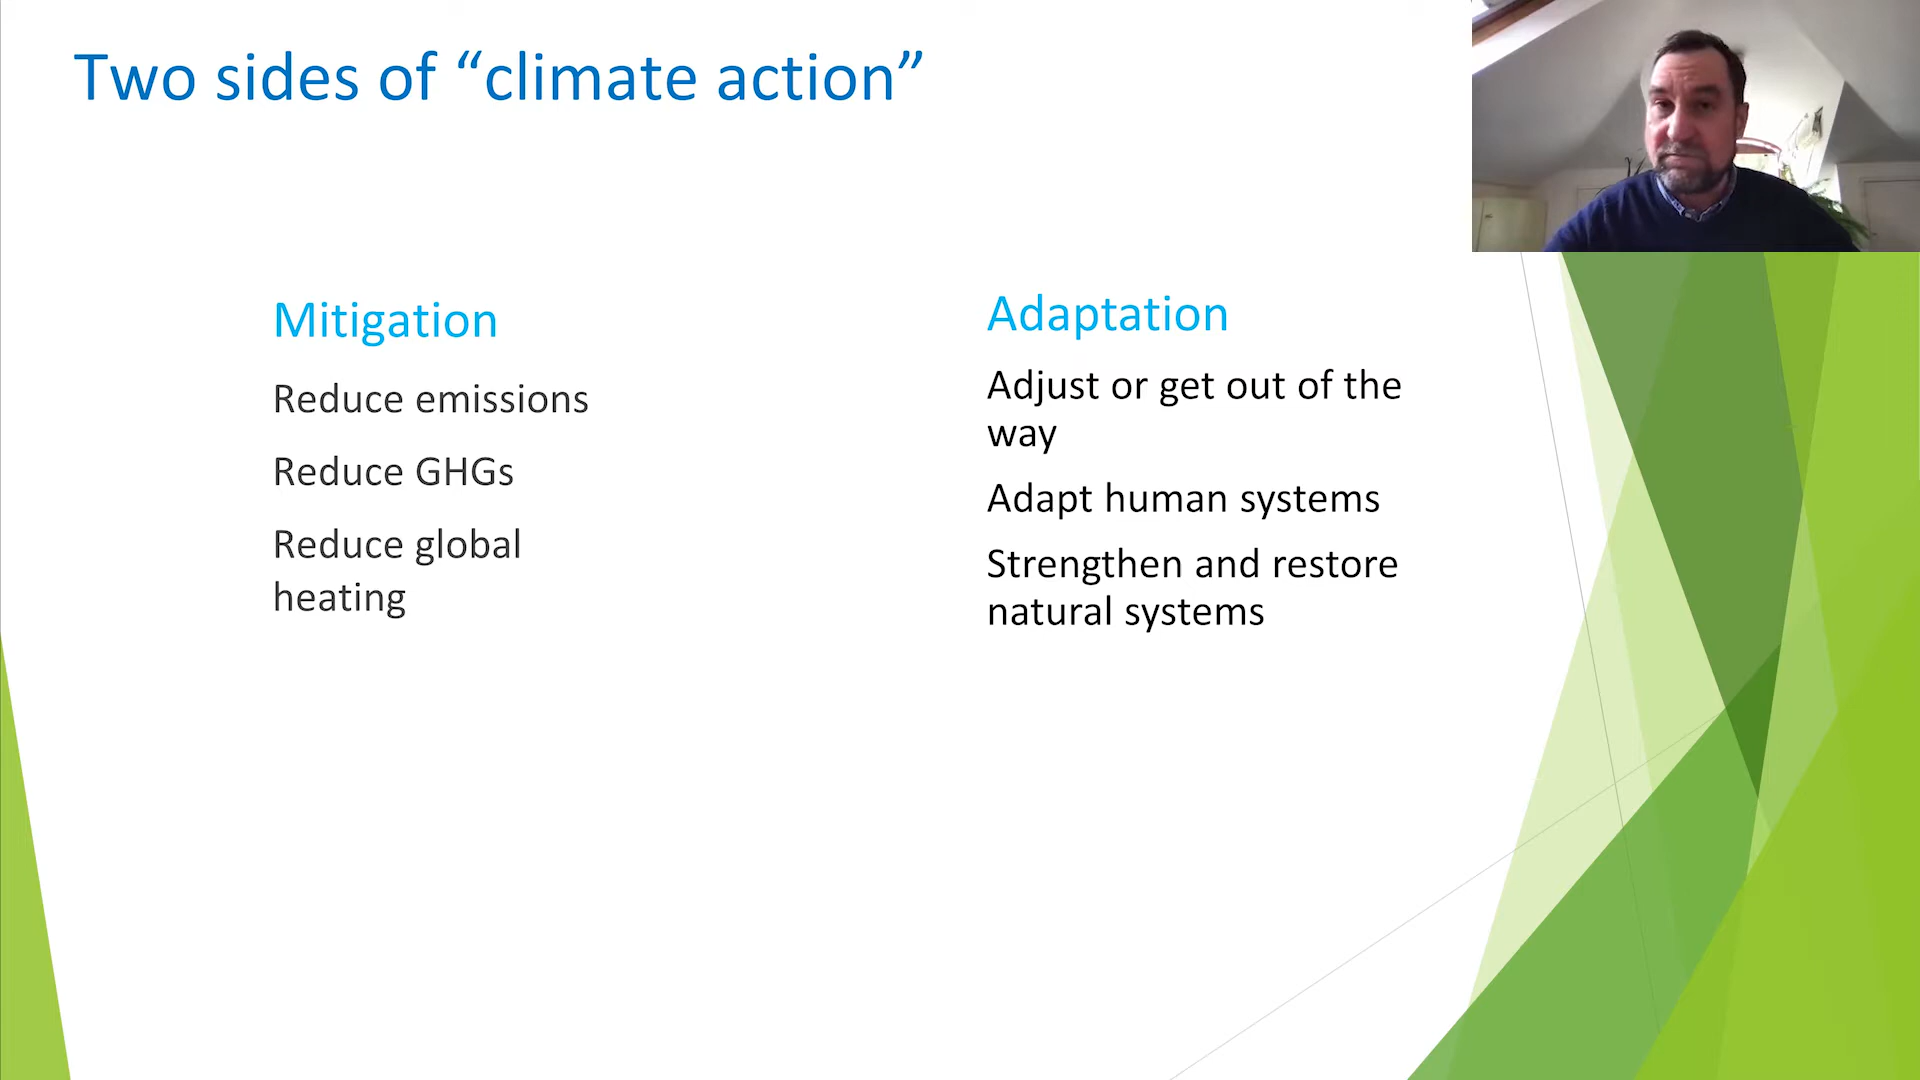 Two sides of “climate action”
Mitigation
Reduce emissions
Reduce GHGs
Reduce global
heating
Adaptation
Adjust or get out of the
way
Adapt human systems
Strengthen and restore
natural systems